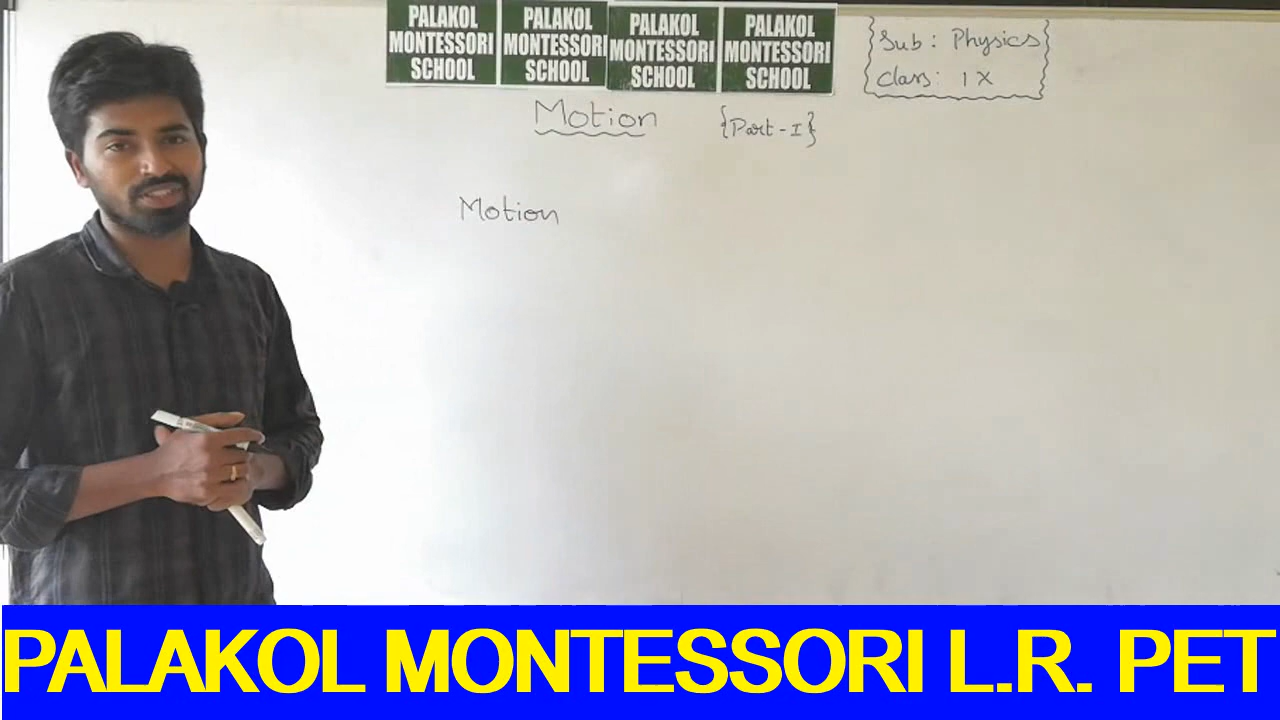 PALAKOL
MONTESSORI
SCHOOL
PALAKOL
MONTESSORI
SCHOOL
PALAKOL
MONTESSORI
SCHOOL
PALAKOL
MONTESSORI
SCHOOL
Sub : Physics
Class : IX
Motion {Part - I}
Motion
PALAKOL MONTESSORI L.R. PET